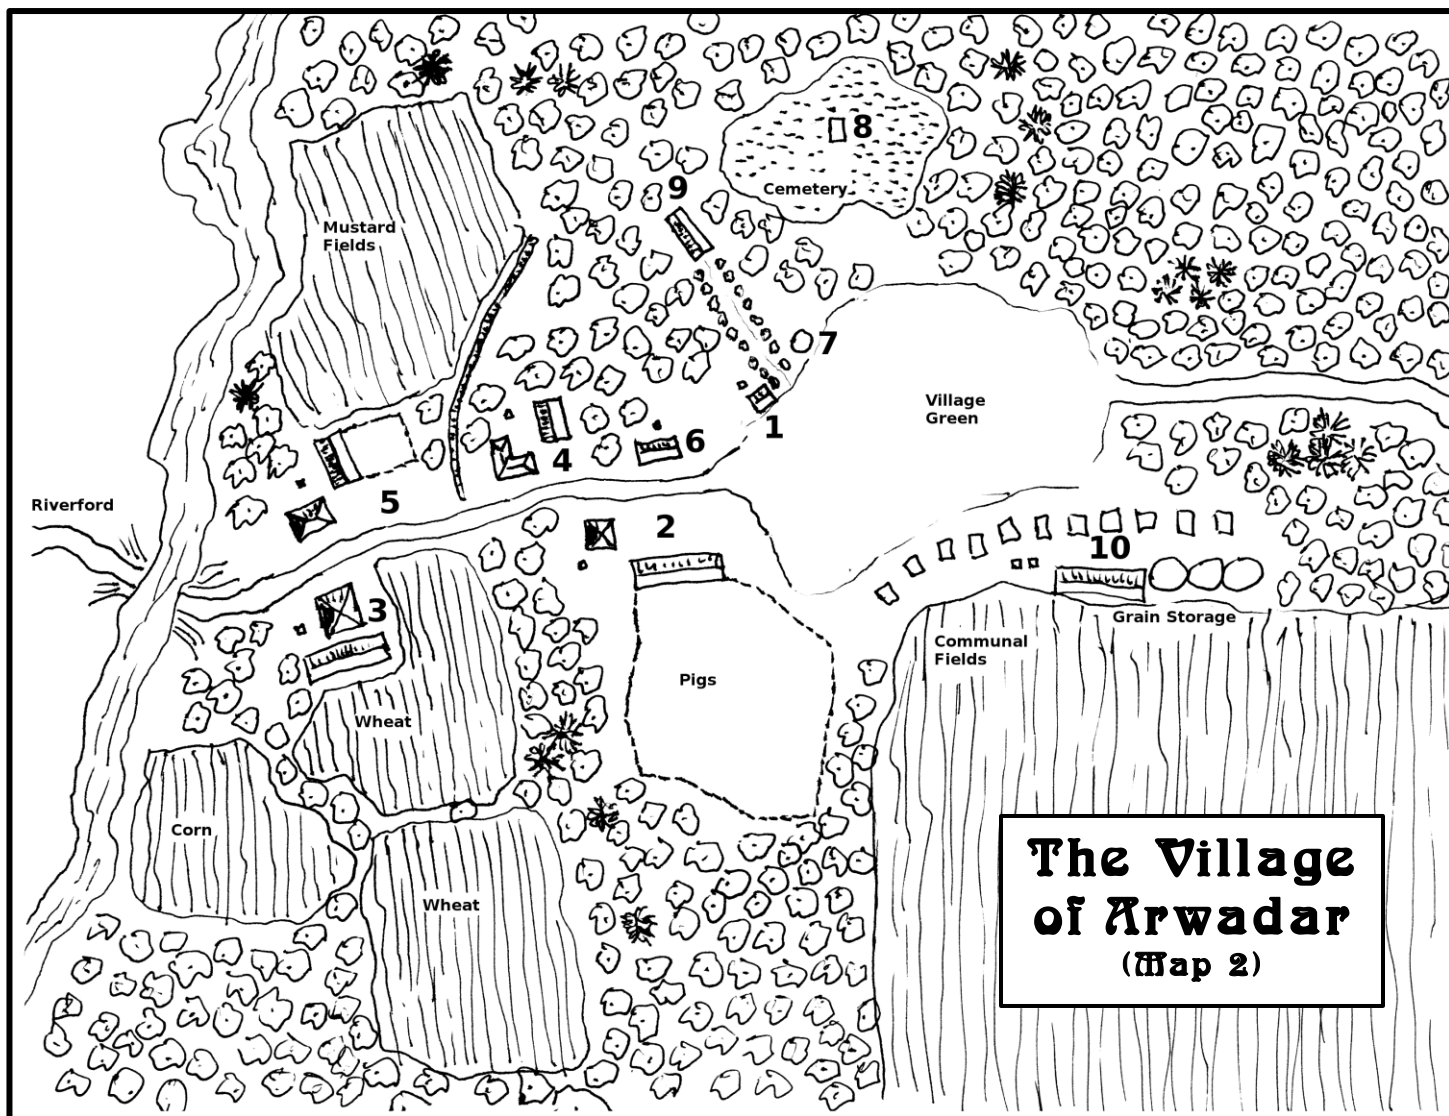 8
Cemetery
9
Mustard
Fields
7
Village
Green
1
6
4
5
Riverford
2
10
3
Grain Storage
Communal
Fields
Pigs
Wheat
Corn
Wheat
The Village
of Arwadar
(Map 2)